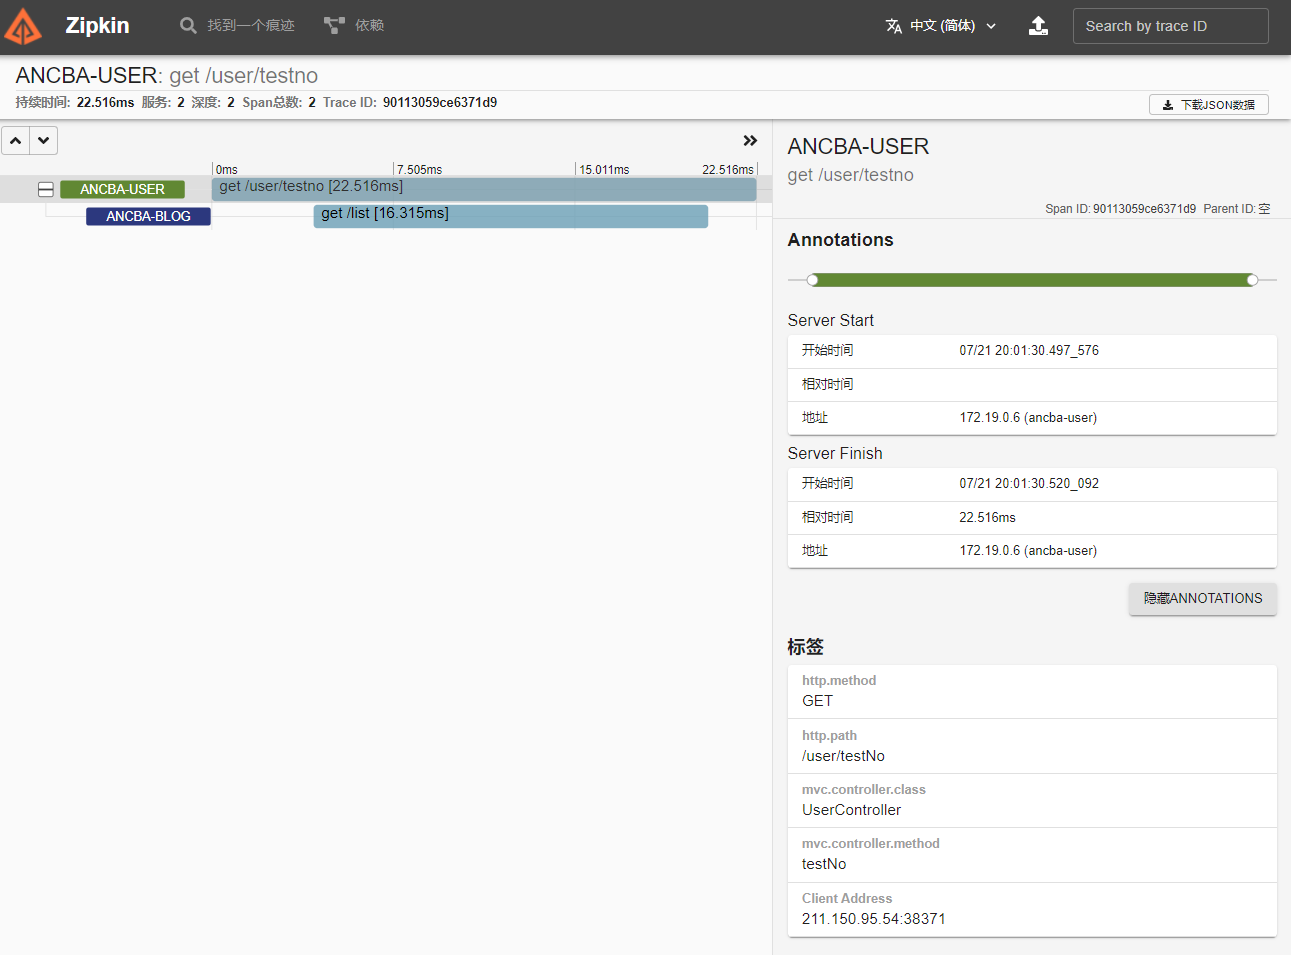 Zipkin
找到一个痕迹
依赖
中文 (简体)
Search by trace ID
ANCBA-USER: get /user/testno
持续时间: 22.516ms 服务: 2 深度: 2 Span总数: 2 Trace ID: 90113059ce6371d9
下载JSON数据
0ms 7.505ms 15.011ms 22.516ms
ANCBA-USER get /user/testno [22.516ms]
ANCBA-BLOG get /list [16.315ms]
ANCBA-USER
get /user/testno
Span ID: 90113059ce6371d9 Parent ID: 空
Annotations
Server Start
开始时间 07/21 20:01:30.497_576
相对时间
地址 172.19.0.6 (ancba-user)
Server Finish
开始时间 07/21 20:01:30.520_092
相对时间 22.516ms
地址 172.19.0.6 (ancba-user)
隐藏ANNOTATIONS
标签
http.method
GET
http.path
/user/testNo
mvc.controller.class
UserController
mvc.controller.method
testNo
Client Address
211.150.95.54:38371